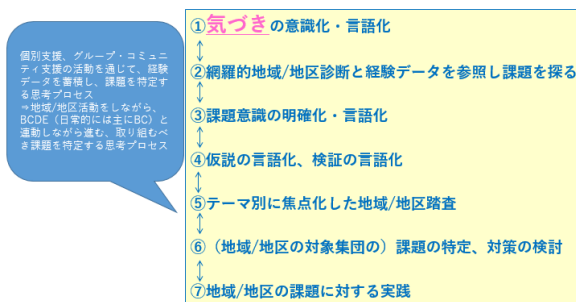 個別支援、グループ・コミュニ
ティ支援の活動を通じて、経験
データを蓄積し、課題を特定す
る思考プロセス
⇒地域/地区活動をしながら、
BCDE（日常的には主にBC）と
連動しながら進む、取り組むべ
き課題を特定する思考プロセス
①気づきの意識化・言語化
②網羅的地域/地区診断と経験データを参照し課題を探る
③課題意識の明確化・言語化
④仮説の言語化、検証の言語化
⑤テーマ別に焦点化した地域/地区踏査
⑥（地域/地区の対象集団の）課題の特定、対策の検討
⑦地域/地区の課題に対する実践